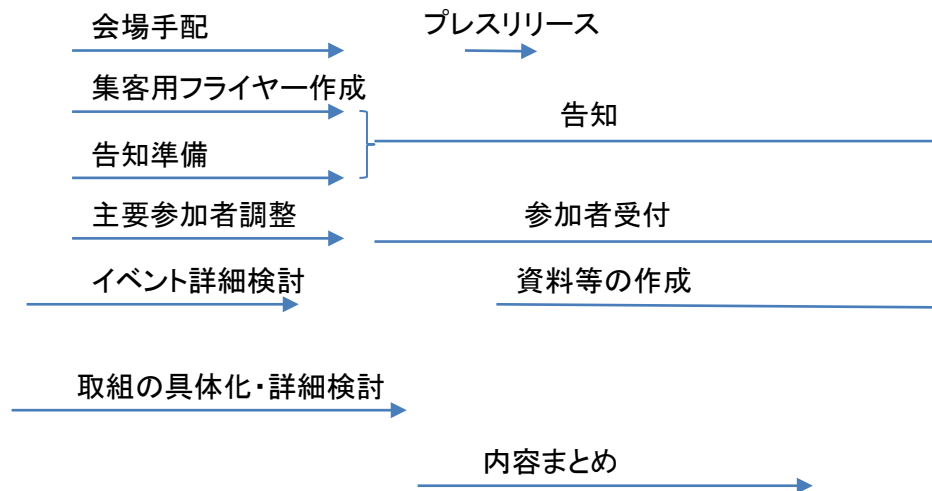 会場手配
プレスリリース
集客用フライヤー作成
告知
告知準備
主要参加者調整
参加者受付
イベント詳細検討
資料等の作成
取組の具体化・詳細検討
内容まとめ